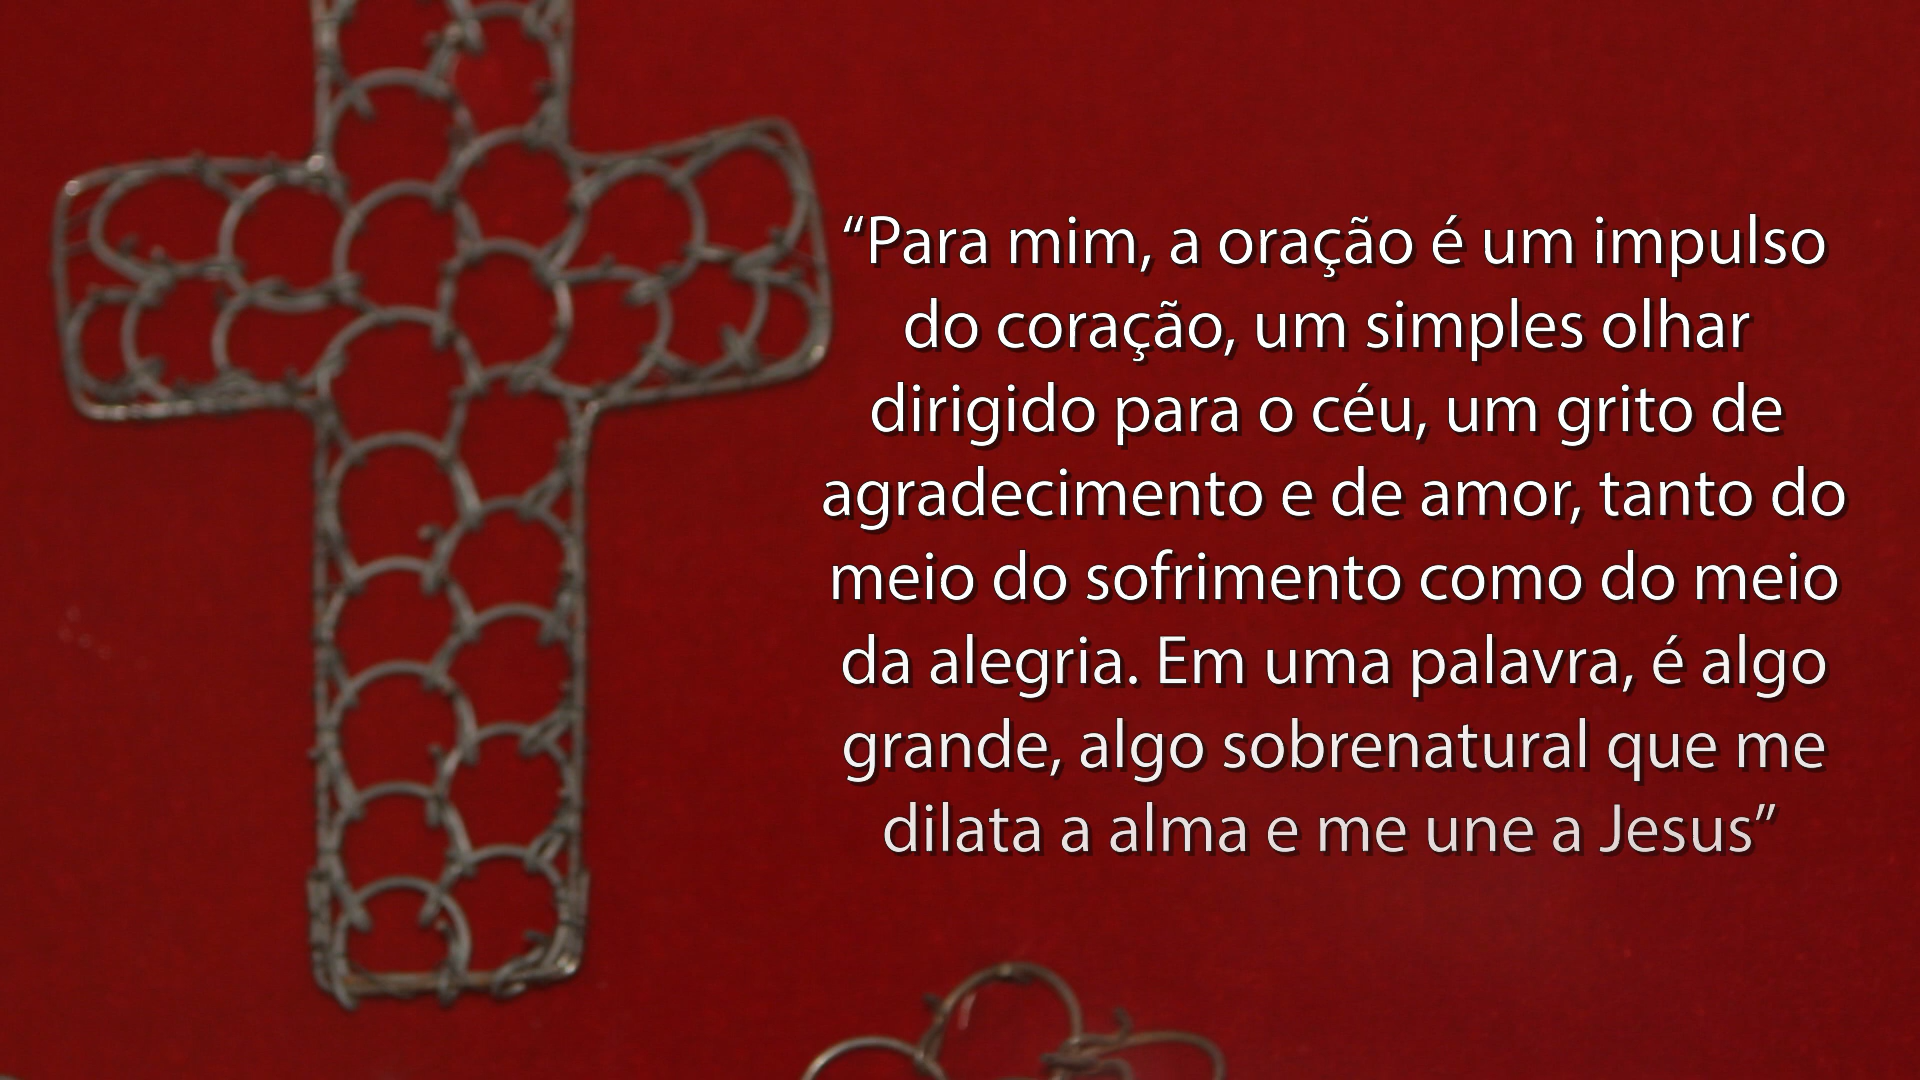 “Para mim, a oração é um impulso
do coração, um simples olhar
dirigido para o céu, um grito de
agradecimento e de amor, tanto do
meio do sofrimento como do meio
da alegria. Em uma palavra, é algo
grande, algo sobrenatural que me
dilata a alma e me une a Jesus”